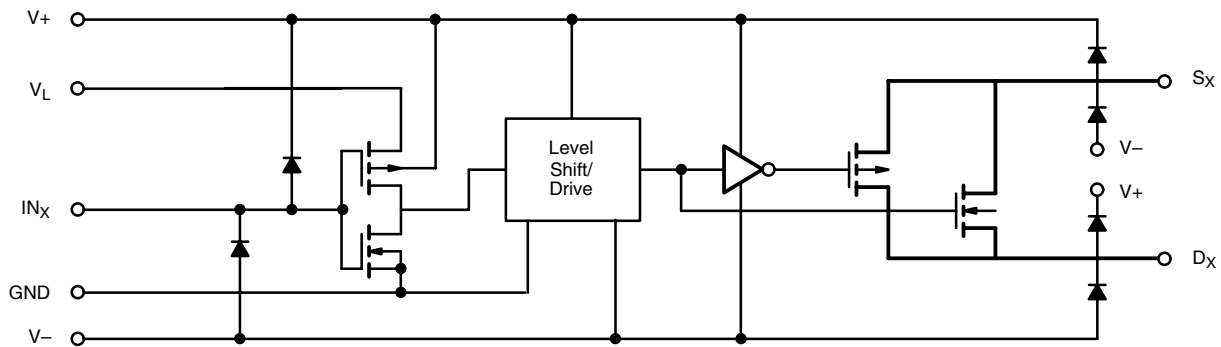 V+
VL
INX
GND
V–
Level
Shift/
Drive
SX
V–
V+
DX